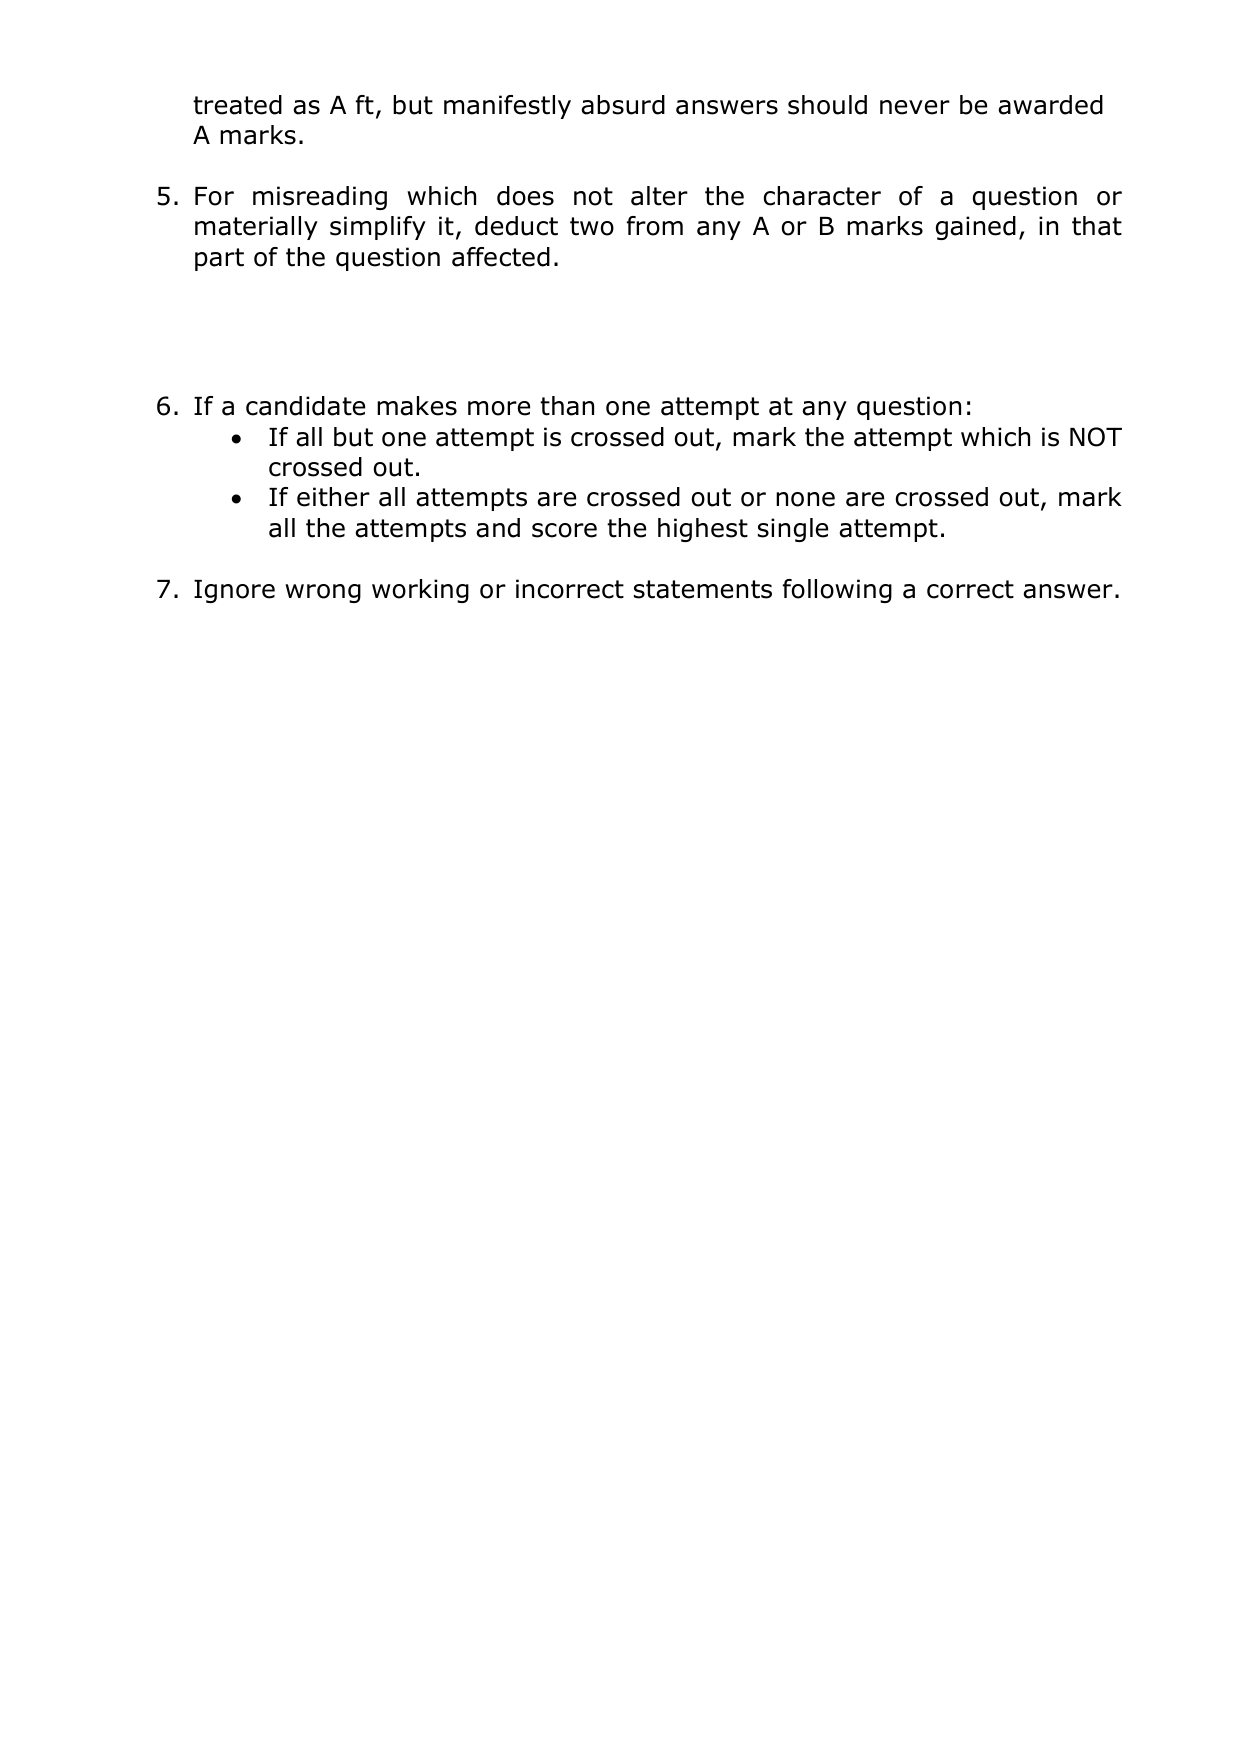 treated as A ft, but manifestly absurd answers should never be awarded
A marks.
5. For misreading which does not alter the character of a question or
materially simplify it, deduct two from any A or B marks gained, in that
part of the question affected.
6. If a candidate makes more than one attempt at any question:
• If all but one attempt is crossed out, mark the attempt which is NOT
crossed out.
• If either all attempts are crossed out or none are crossed out, mark
all the attempts and score the highest single attempt.
7. Ignore wrong working or incorrect statements following a correct answer.